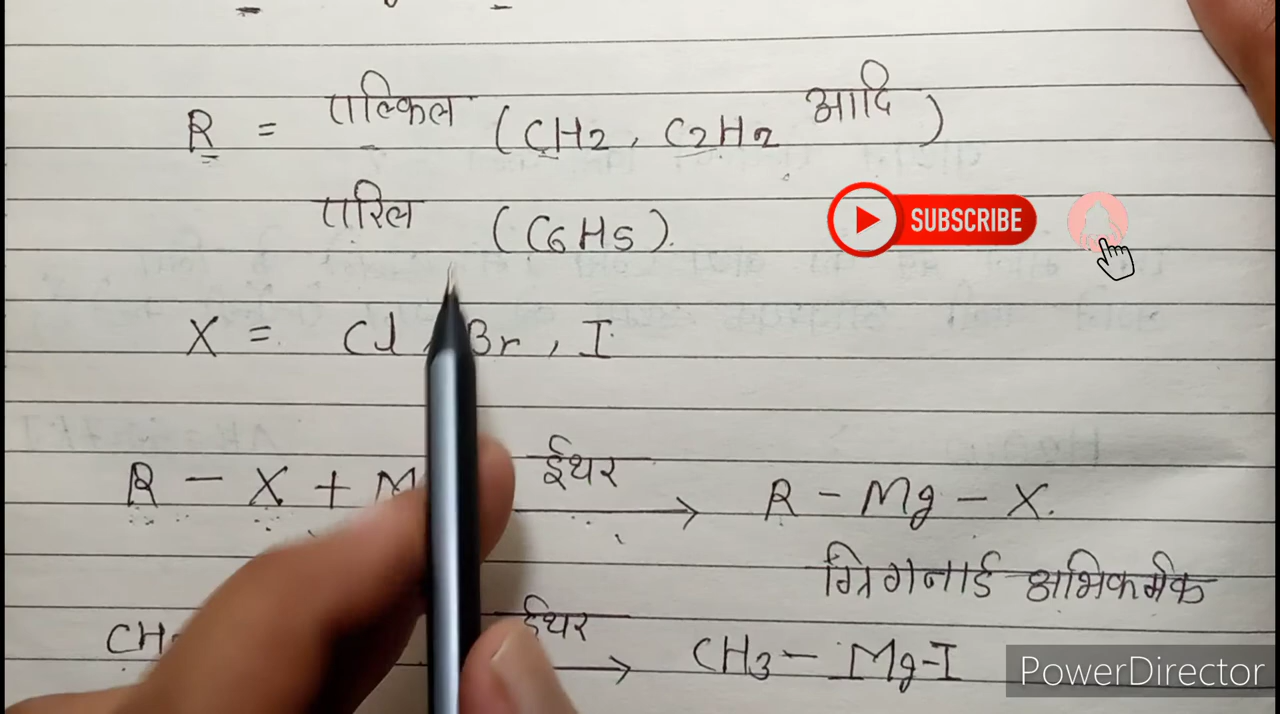 R = एल्किल (CH2, C2H2 आदि)
एरिल (C6H5).
SUBSCRIBE
X = Cl, Br, I
R - X + M ईथर → R - Mg - X.
ग्रिगनार्ड अभिकर्मक
CH ईथर → CH3 - Mg-I
PowerDirector